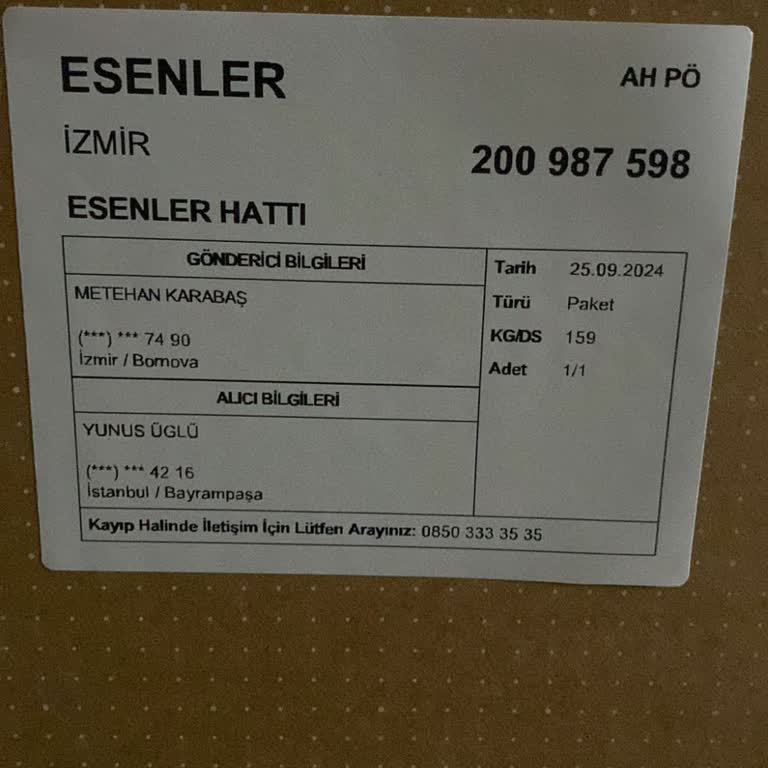 ESENLER
AH PÖ
İZMİR
200 987 598
ESENLER HATTI
GÖNDERİCİ BİLGİLERİ
METEHAN KARABAŞ
(***) *** 74 90
İzmir / Bornova
Tarih 25.09.2024
Türü Paket
KG/DS 159
Adet 1/1
ALICI BİLGİLERİ
YUNUS ÜGLÜ
(***) *** 42 16
İstanbul / Bayrampaşa
Kayıp Halinde İletişim İçin Lütfen Arayınız: 0850 333 35 35